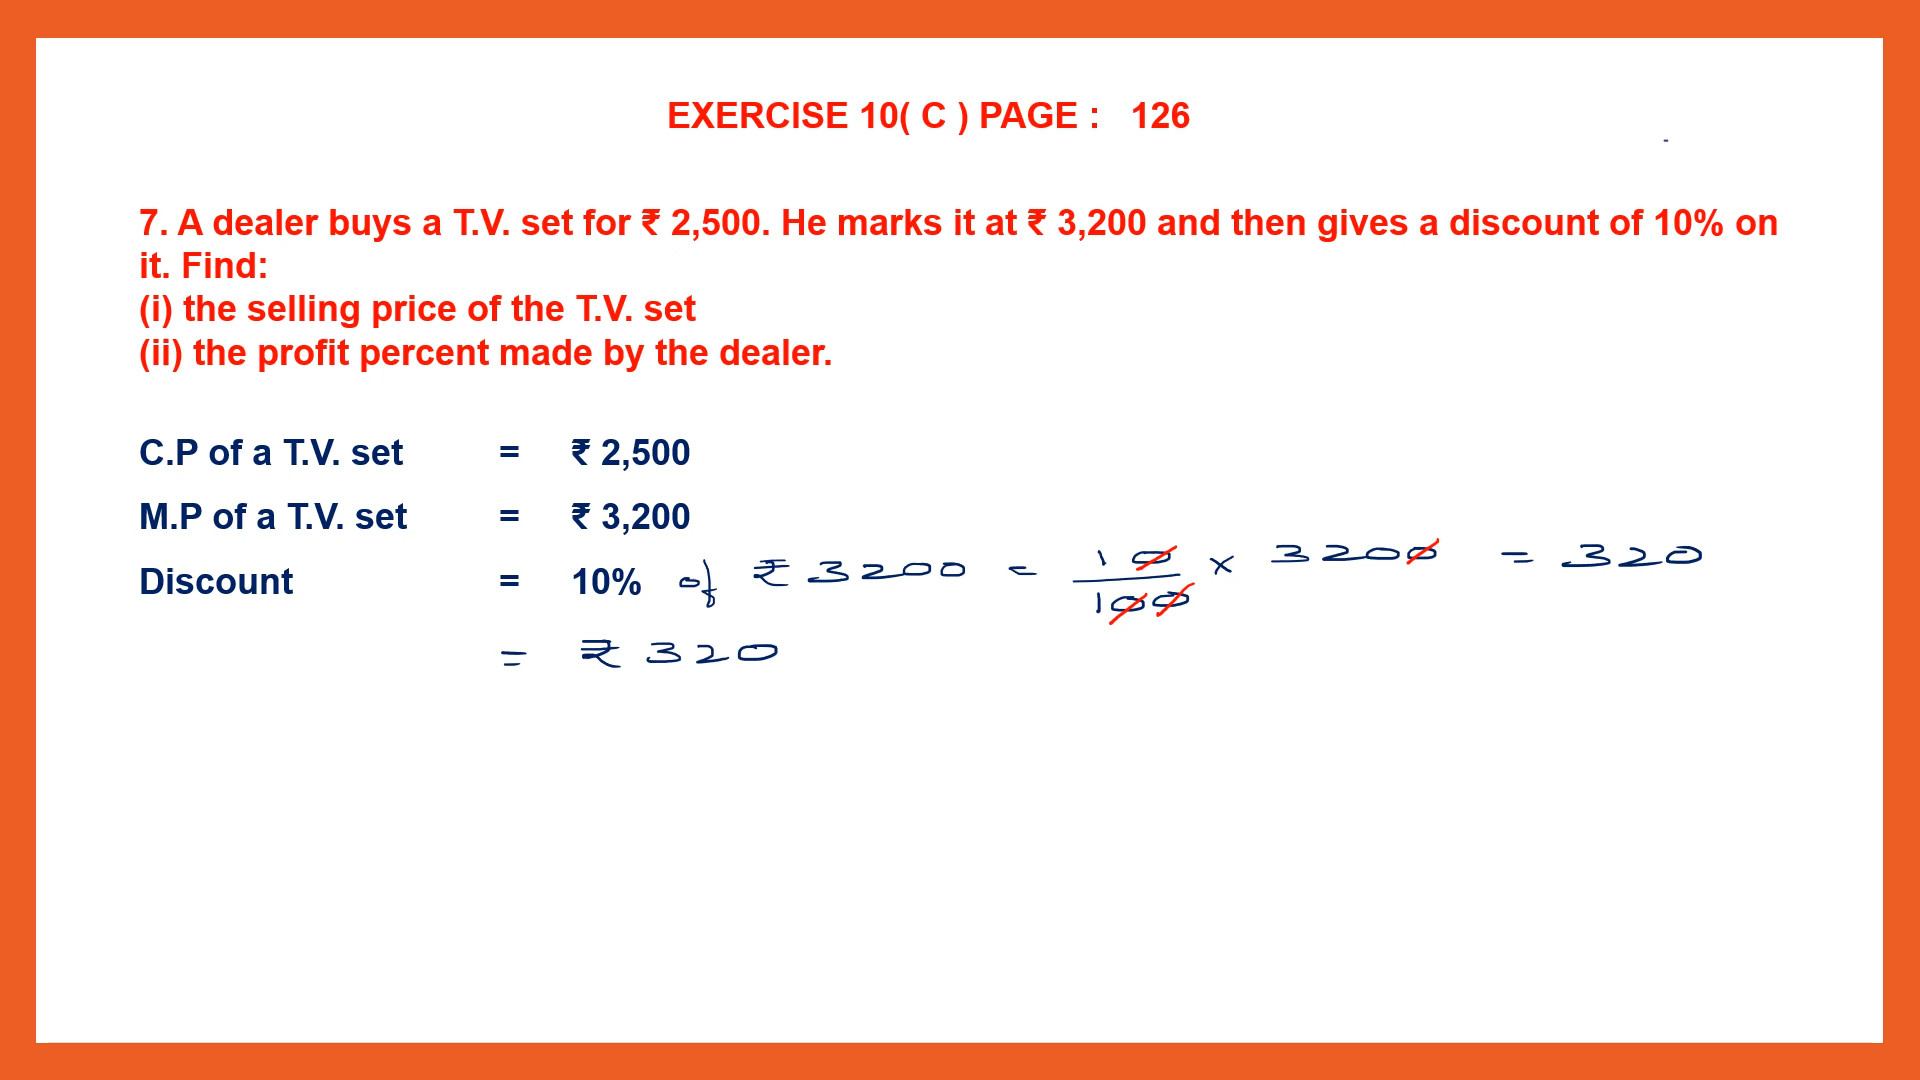 EXERCISE 10( C ) PAGE : 126
7. A dealer buys a T.V. set for ₹ 2,500. He marks it at ₹ 3,200 and then gives a discount of 10% on
it. Find:
(i) the selling price of the T.V. set
(ii) the profit percent made by the dealer.
C.P of a T.V. set = ₹ 2,500
M.P of a T.V. set = ₹ 3,200
Discount = 10% of ₹ 3200 = 10/100 × 3200 = 320
= ₹ 320